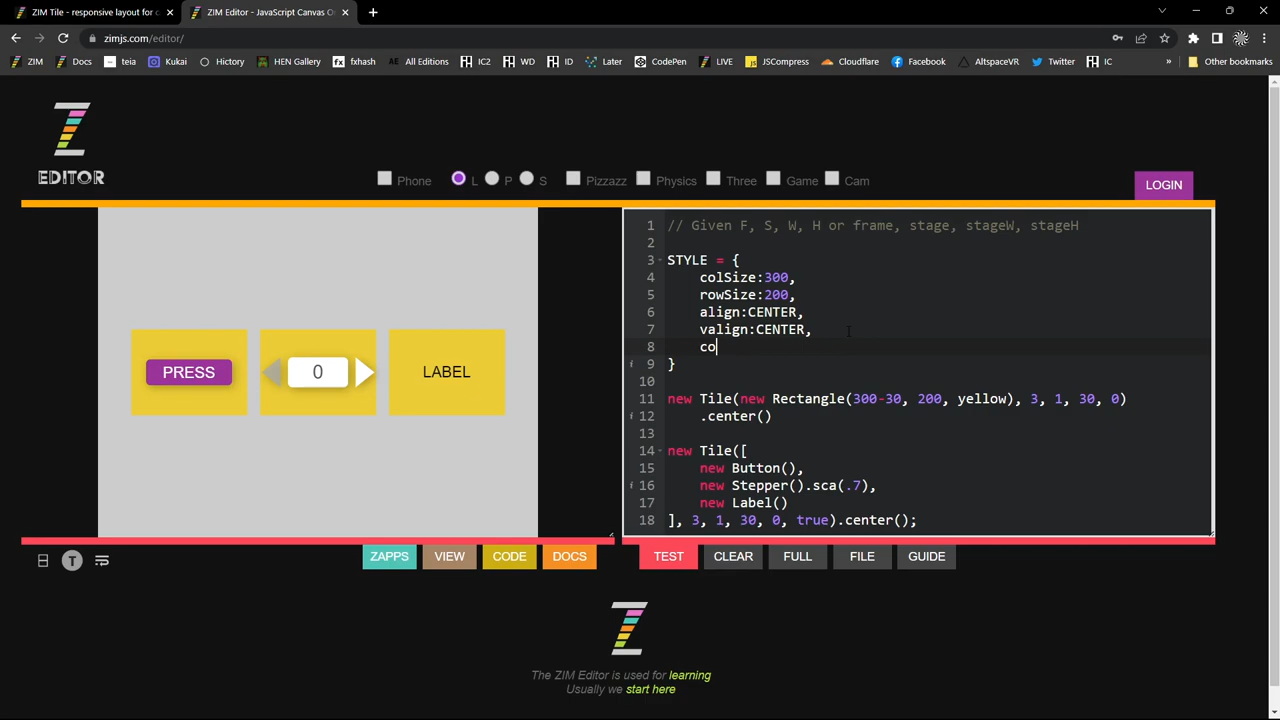 ZIM Tile - responsive layout for c
ZIM Editor - JavaScript Canvas O
zimjs.com/editor/
ZIM
Docs
teia
Kukai
Hictory
HEN Gallery
fx fxhash
AE All Editions
IC2
WD
ID
Later
CodePen
LIVE
JSCompress
Cloudflare
Facebook
AltspaceVR
Twitter
IC
»
Other bookmarks
EDITOR
Phone L P S Pizzazz Physics Three Game Cam
LOGIN
PRESS
0
LABEL
1 // Given F, S, W, H or frame, stage, stageW, stageH
2
3 STYLE = {
4 colSize:300,
5 rowSize:200,
6 align:CENTER,
7 valign:CENTER,
8 co
9 }
10
11 new Tile(new Rectangle(300-30, 200, yellow), 3, 1, 30, 0)
12 .center()
13
14 new Tile([
15 new Button(),
16 new Stepper().sca(.7),
17 new Label()
18 ], 3, 1, 30, 0, true).center();
T
ZAPPS VIEW CODE DOCS
TEST CLEAR FULL FILE GUIDE
The ZIM Editor is used for learning
Usually we start here